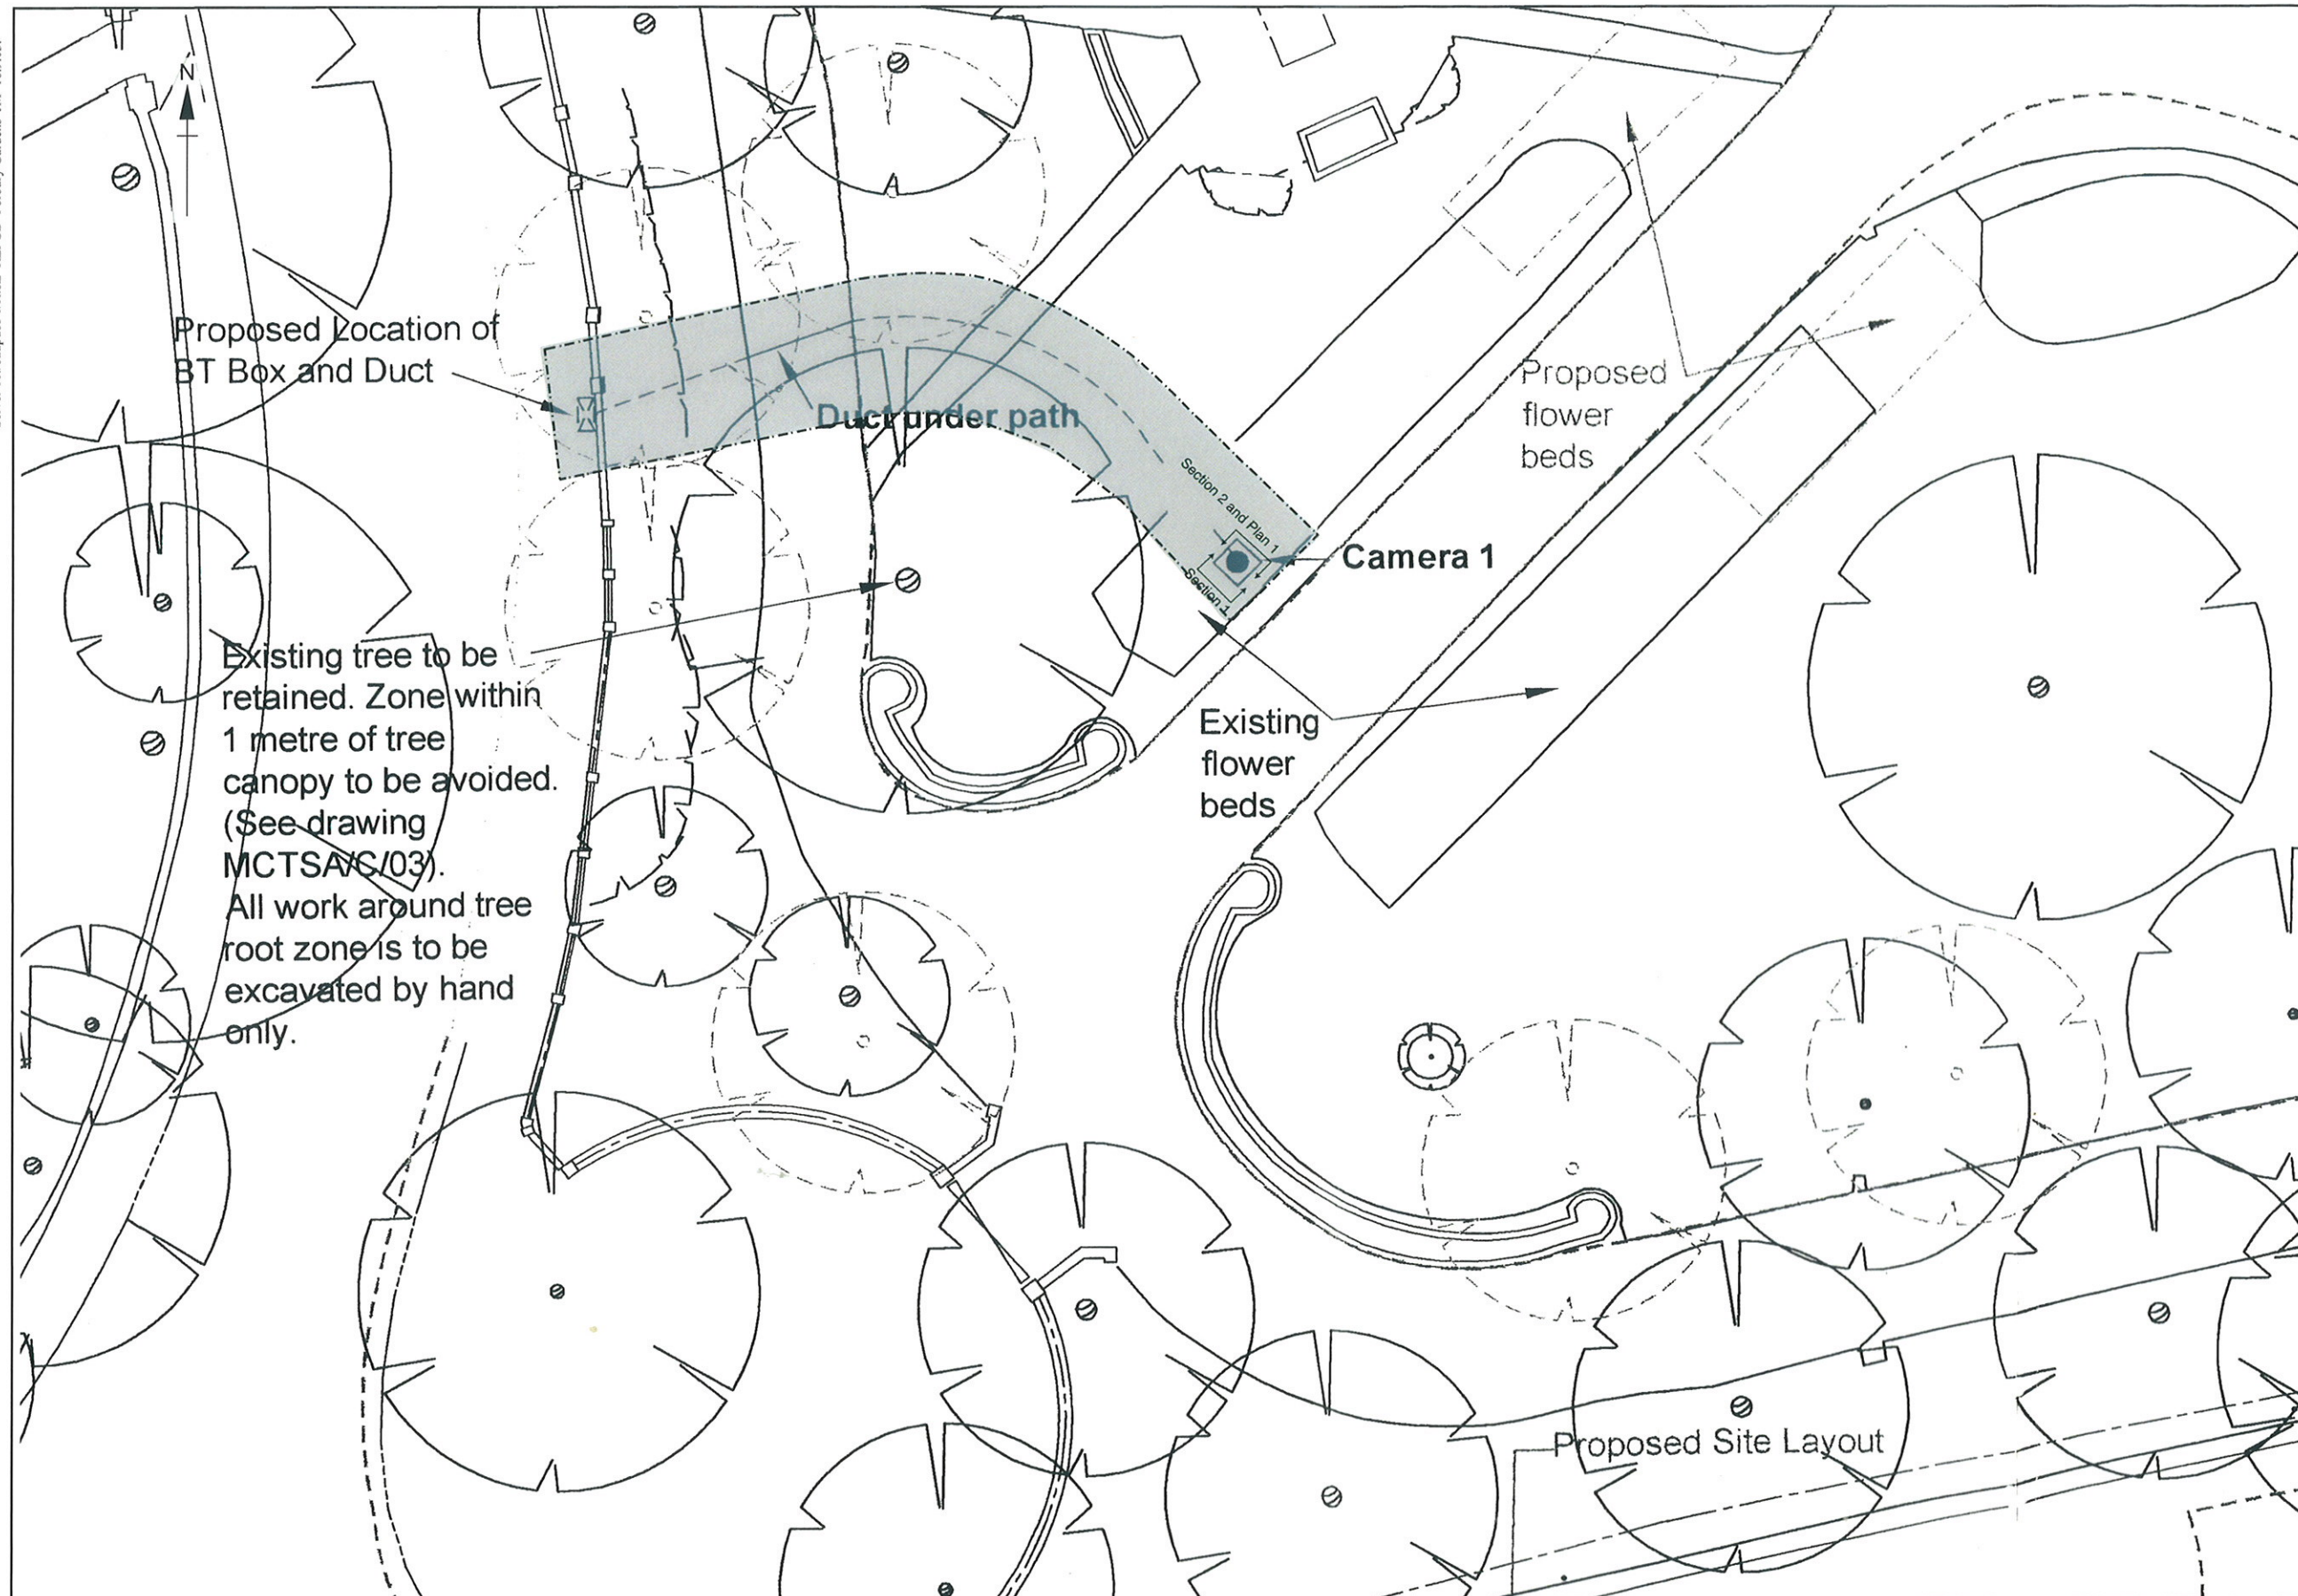 N
Proposed Location of
BT Box and Duct
Duct under path
Section 2 and Plan 1
Section 1
Camera 1
Proposed
flower
beds
Existing tree to be
retained. Zone within
1 metre of tree
canopy to be avoided.
(See drawing
MCTSA/C/03).
All work around tree
root zone is to be
excavated by hand
only.
Existing
flower
beds
Proposed Site Layout